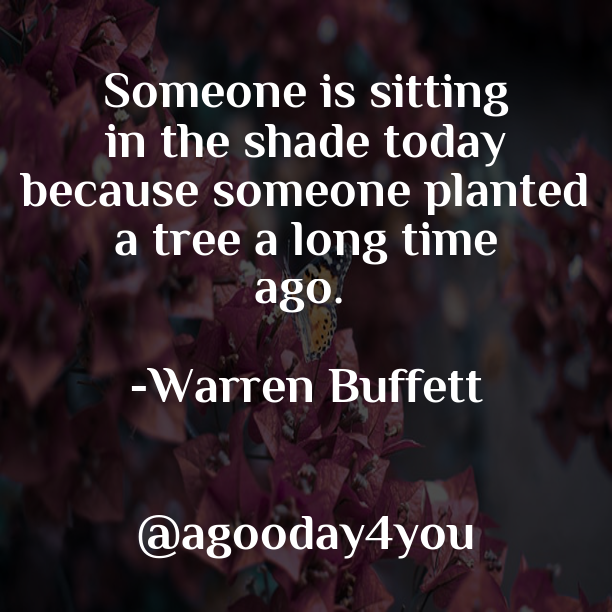 Someone is sitting
in the shade today
because someone planted
a tree a long time
ago.
-Warren Buffett
@agooday4you